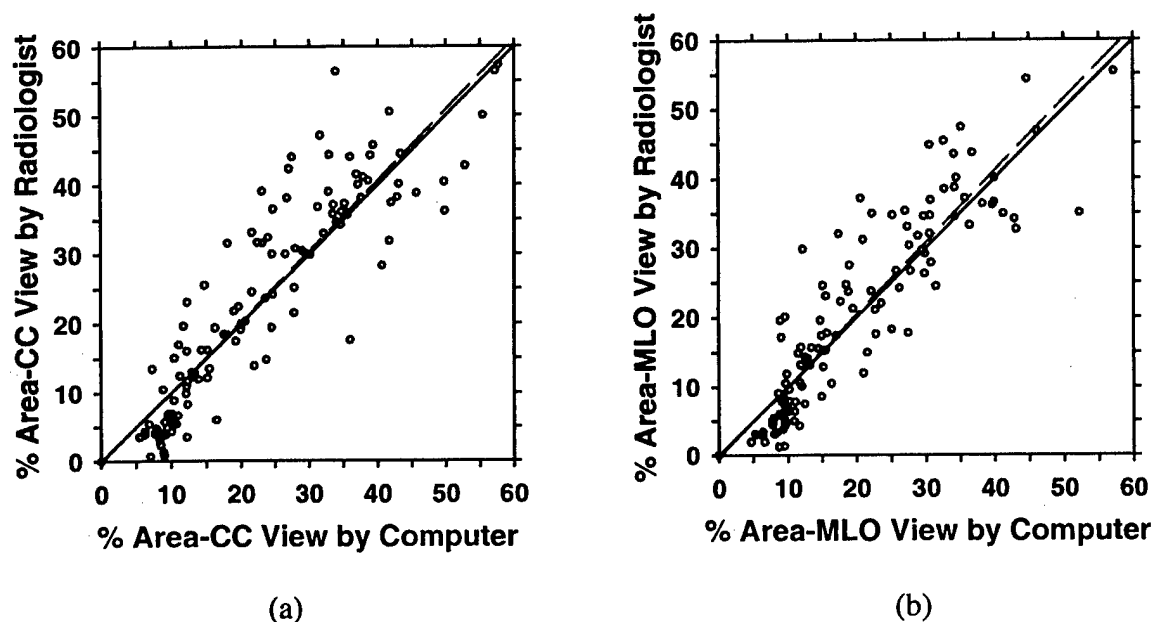 % Area-CC View by Radiologist
60
50
40
30
20
10
0
0 10 20 30 40 50 60
% Area-CC View by Computer
(a)
% Area-MLO View by Radiologist
60
50
40
30
20
10
0
0 10 20 30 40 50 60
% Area-MLO View by Computer
(b)